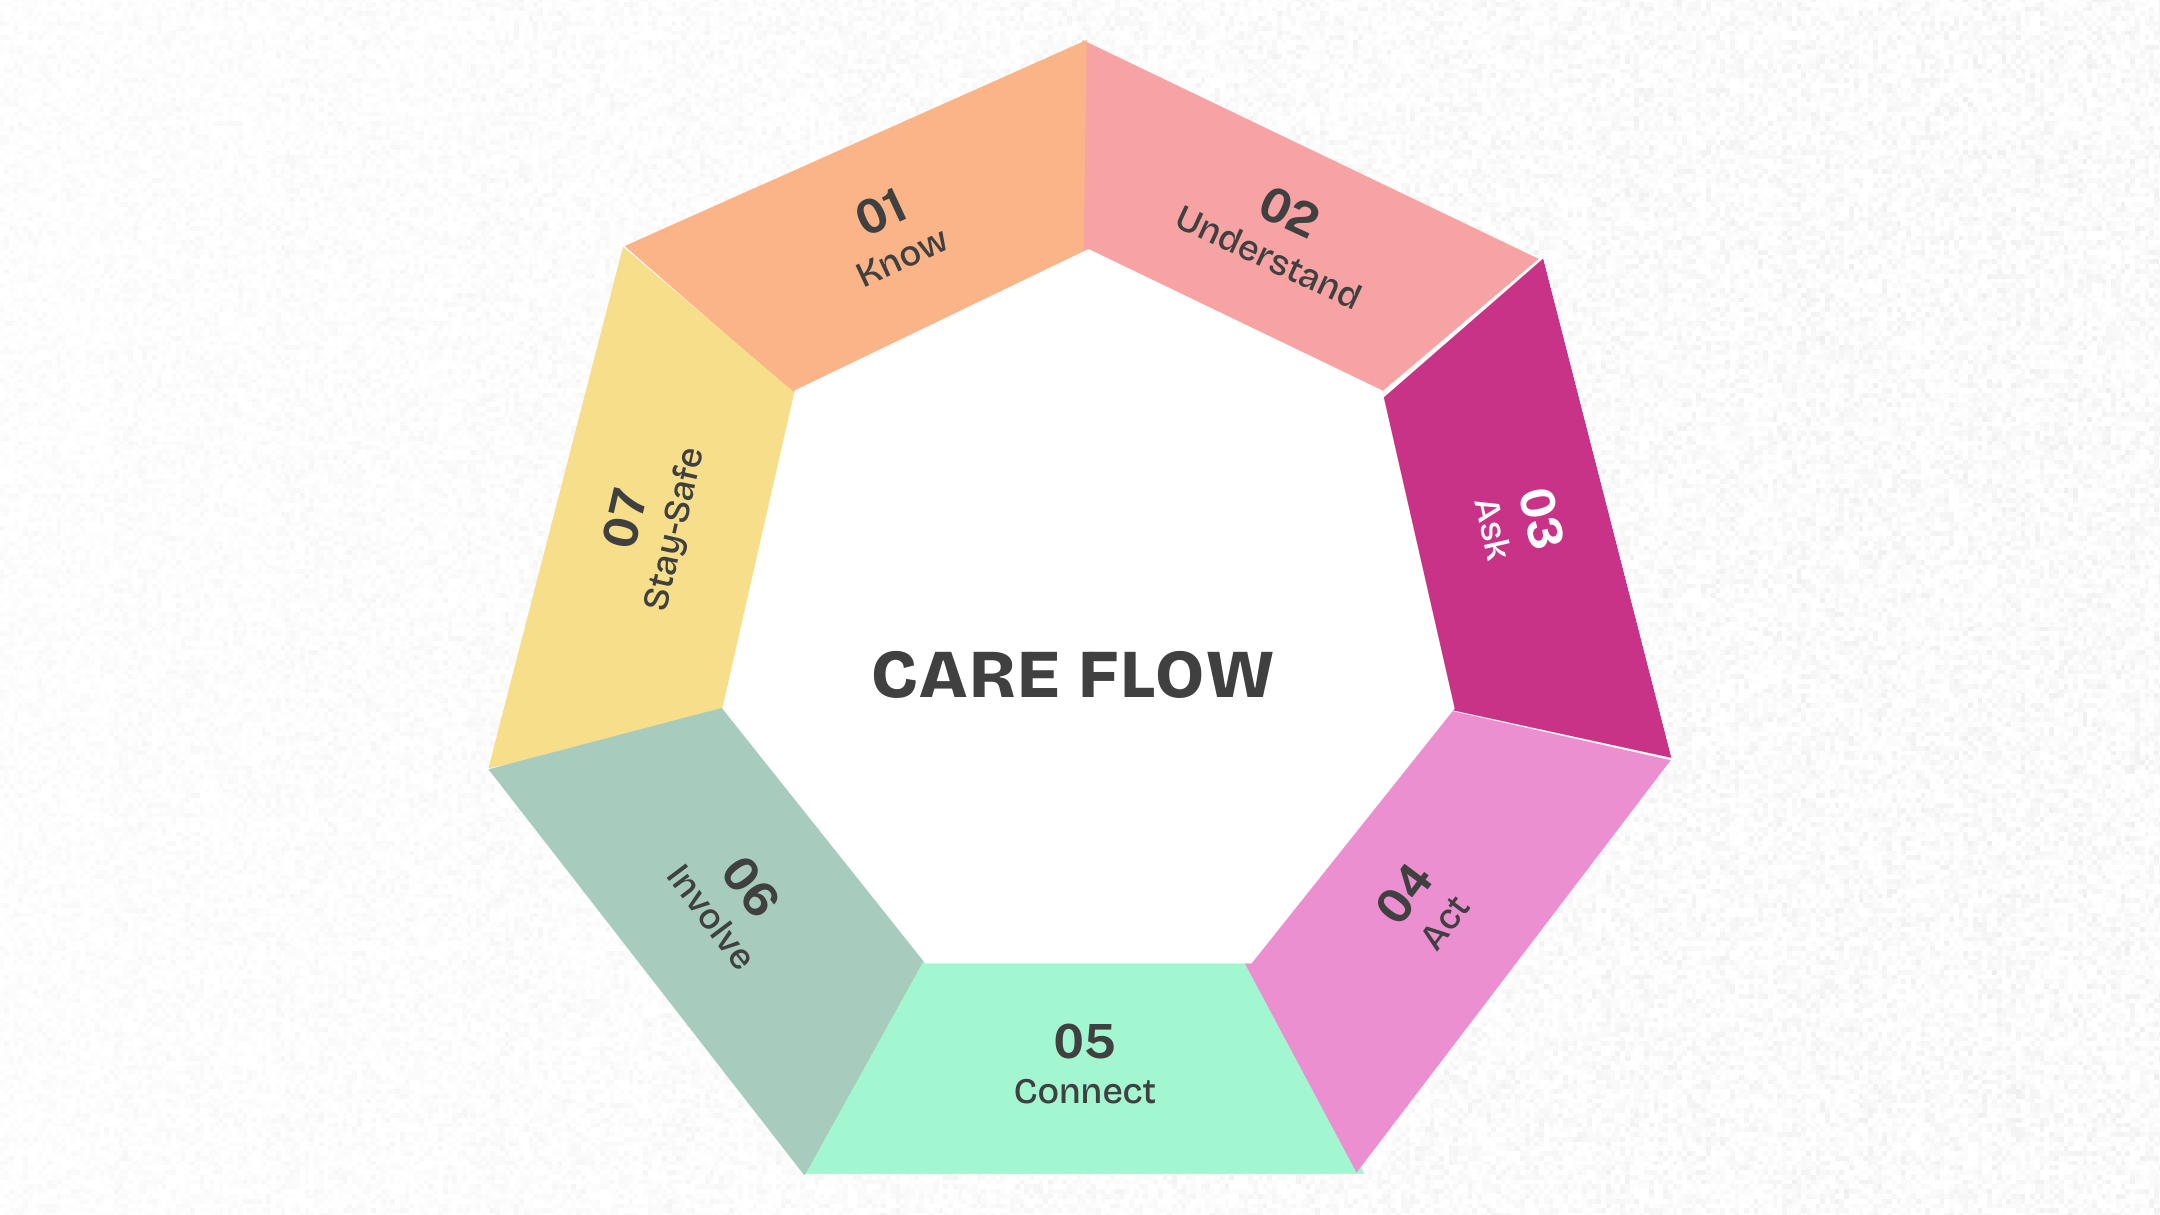 01
Know
02
Understand
03
Ask
04
Act
05
Connect
06
Involve
07
Stay-Safe
CARE FLOW